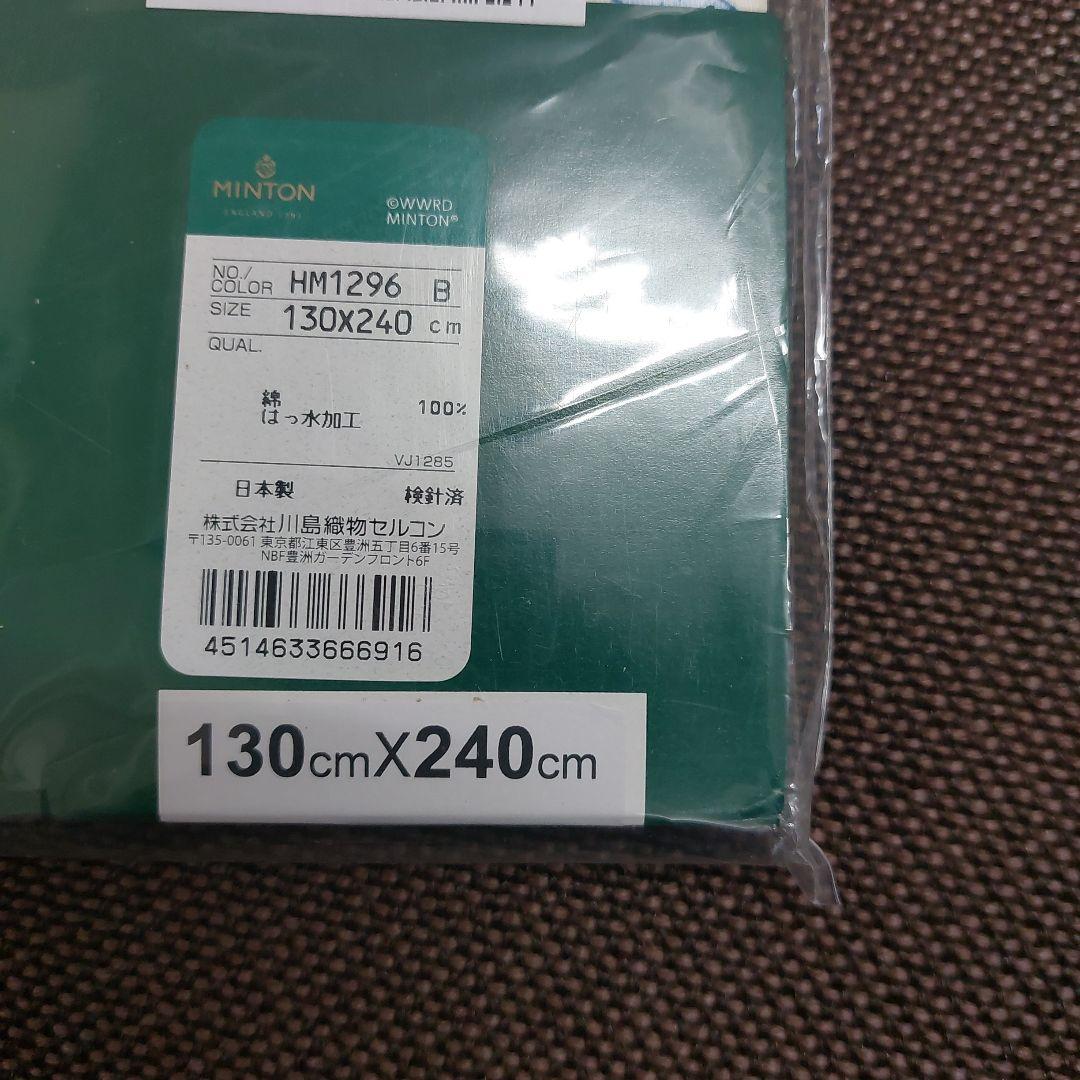 MINTON
©WWRD
MINTON®
NO./
COLOR HM1296 B
SIZE 130X240 cm
QUAL.
綿 100%
はっ水加工
VJ1285
日本製 検針済
株式会社川島織物セルコン
〒135-0061 東京都江東区豊洲五丁目6番15号
NBF豊洲ガーデンフロント6F
4514633666916
130cmX240cm